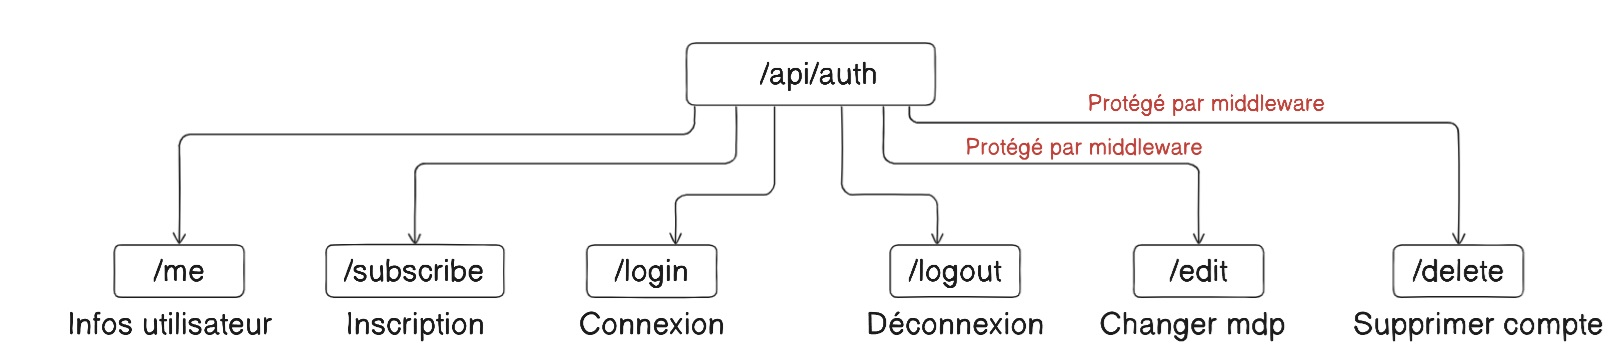 /api/auth
Protégé par middleware
Protégé par middleware
/me
/subscribe
/login
/logout
/edit
/delete
Infos utilisateur
Inscription
Connexion
Déconnexion
Changer mdp
Supprimer compte